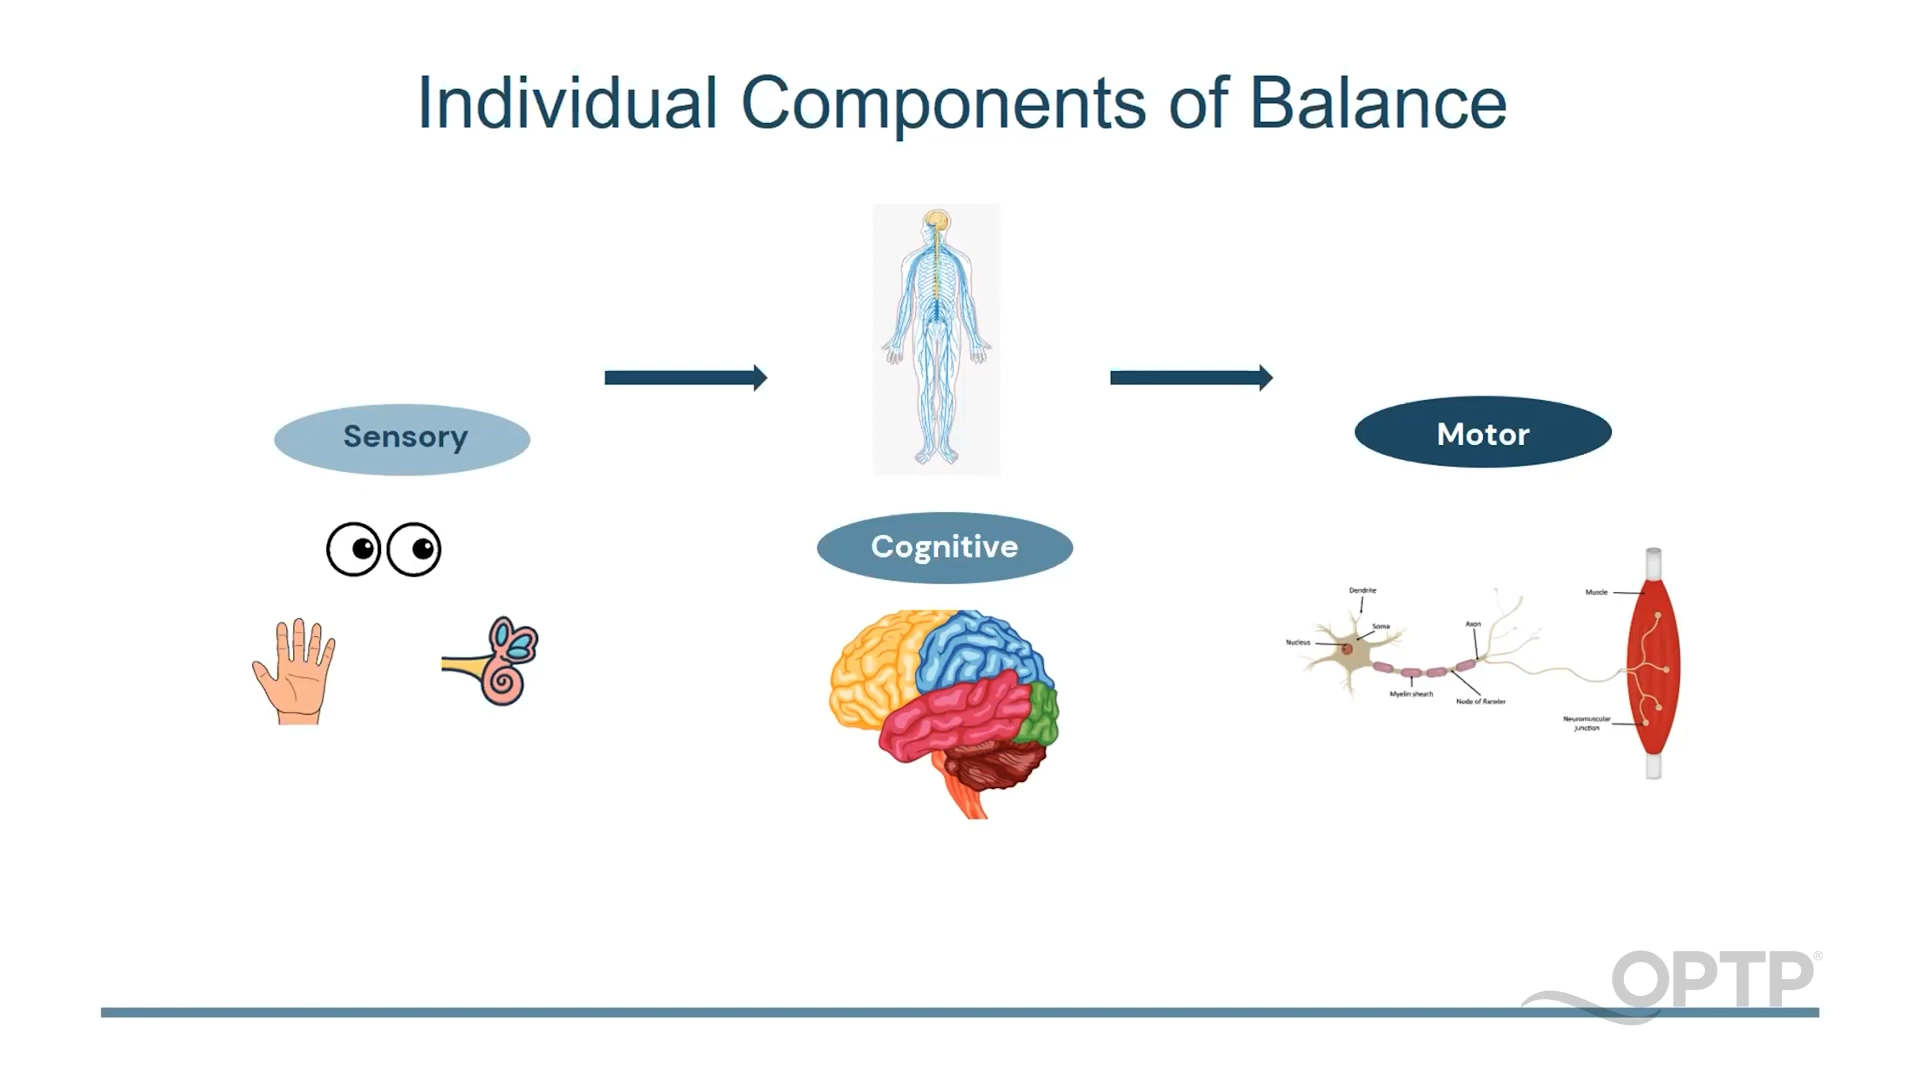 Individual Components of Balance
Sensory
Cognitive
Motor
Dendrite
Soma
Nucleus
Axon
Myelin sheath
Node of Ranvier
Muscle
Neuromuscular
junction
OPTP®